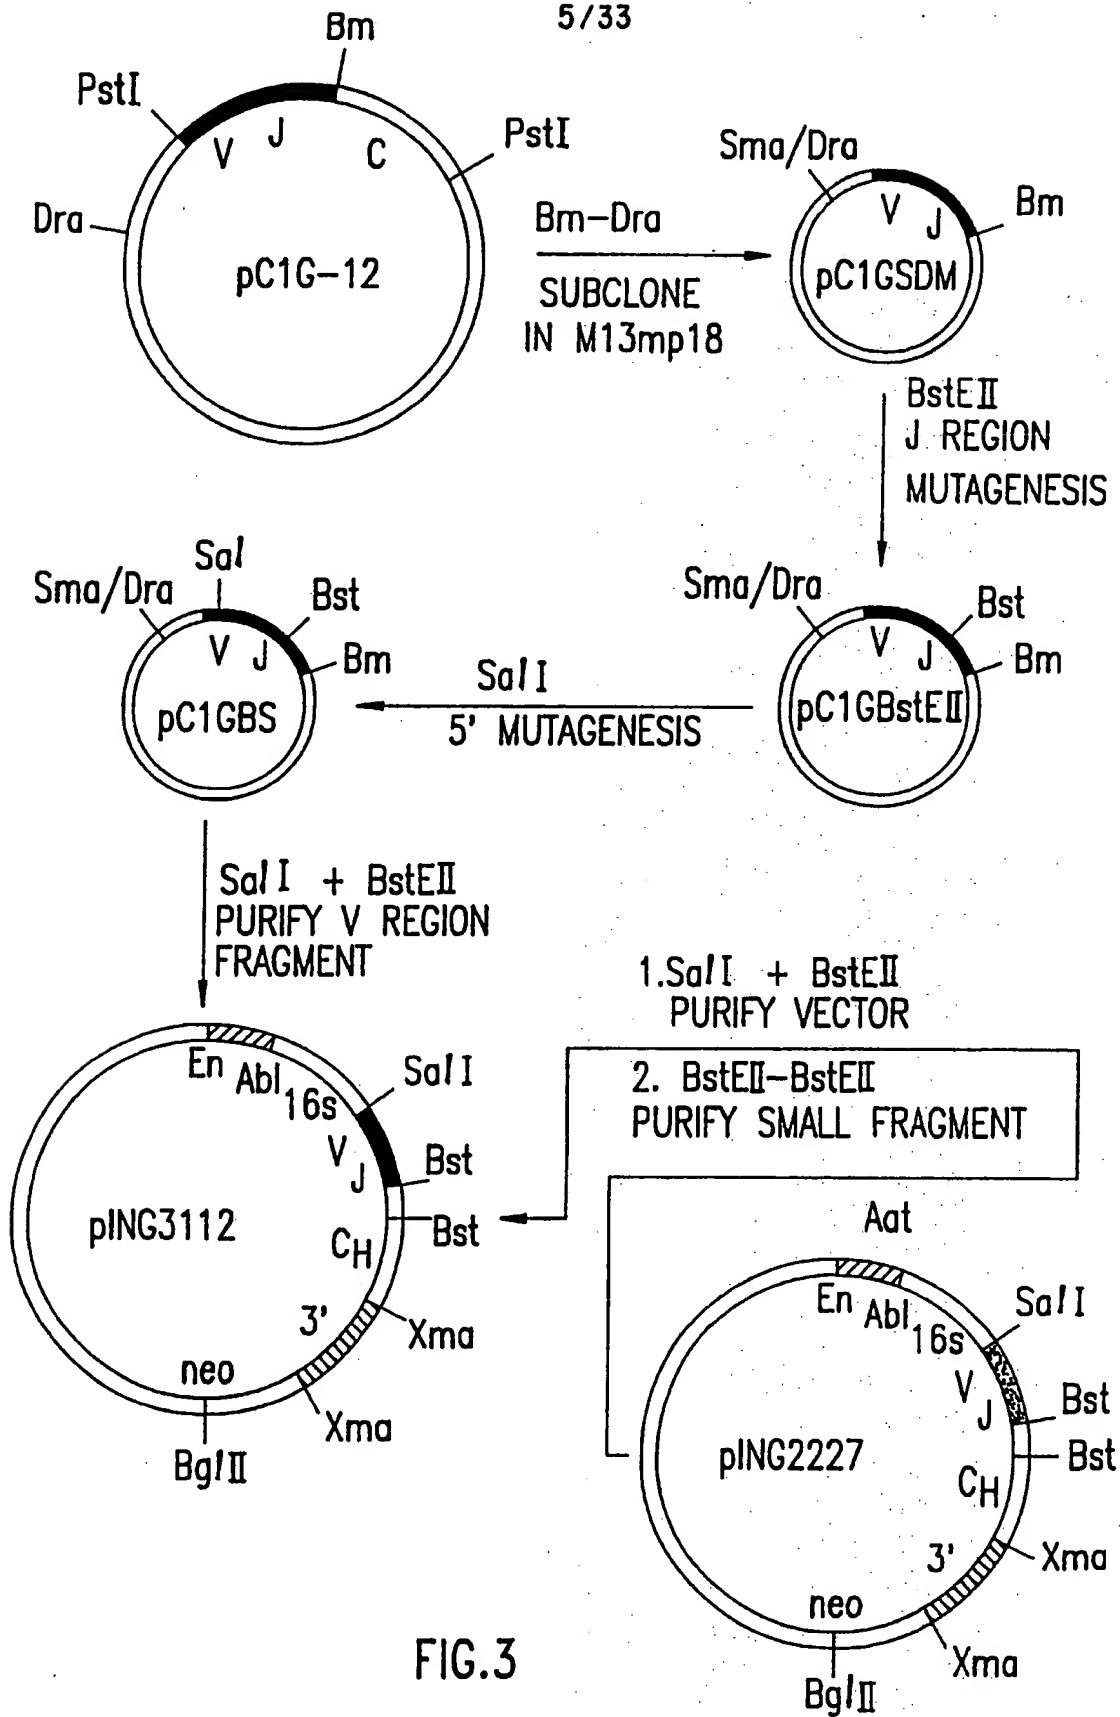 5/33
Bm
PstI
V
J
C
PstI
Dra
pC1G-12
Bm-Dra
SUBCLONE
IN M13mp18
Sma/Dra
V
J
Bm
pC1GSDM
BstEII
J REGION
MUTAGENESIS
Sma/Dra
Bst
V
J
Bm
pC1GBstEII
SalI
5' MUTAGENESIS
Sal
Sma/Dra
Bst
V
J
Bm
pC1GBS
SalI + BstEII
PURIFY V REGION
FRAGMENT
1.SalI + BstEII
PURIFY VECTOR
2. BstEII-BstEII
PURIFY SMALL FRAGMENT
En
Abl
16s
SalI
V
J
Bst
Bst
pING3112
CH
3'
Xma
neo
Xma
BglII
Aat
En
Abl
16s
SalI
V
J
Bst
Bst
pING2227
CH
3'
Xma
neo
Xma
BglII
FIG.3